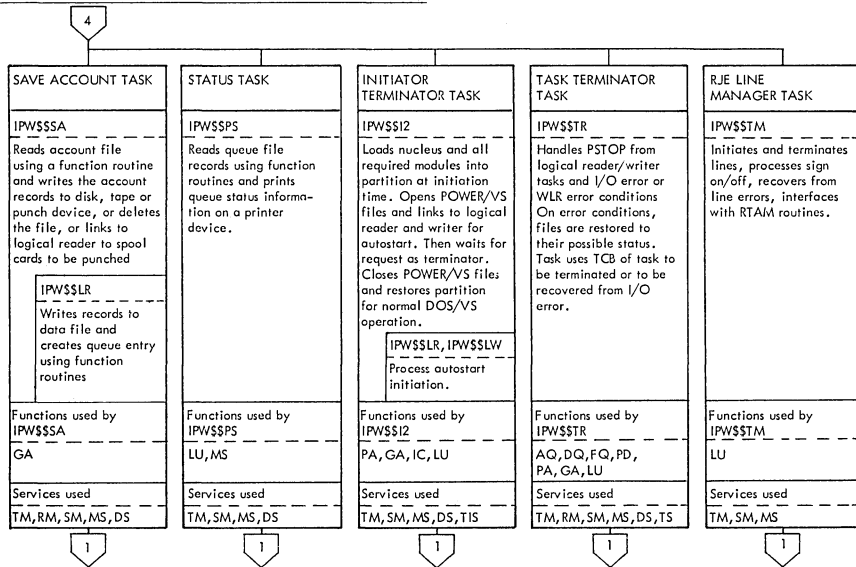 4
SAVE ACCOUNT TASK
IPW$$SA
Reads account file
using a function routine
and writes the account
records to disk, tape or
punch device, or deletes
the file, or links to
logical reader to spool
cards to be punched
IPW$$LR
Writes records to
data file and
creates queue entry
using function
routines
Functions used by
IPW$$SA
GA
Services used
TM,RM,SM,MS,DS
1
STATUS TASK
IPW$$PS
Reads queue file
records using function
routines and prints
queue status informa-
tion on a printer
device.
Functions used by
IPW$$PS
LU,MS
Services used
TM,SM,MS,DS
1
INITIATOR
TERMINATOR TASK
IPW$$I2
Loads nucleus and all
required modules into
partition at initiation
time. Opens POWER/VS
files and links to logical
reader and writer for
autostart. Then waits for
request as terminator.
Closes POWER/VS files
and restores partition
for normal DOS/VS
operation.
IPW$$LR, IPW$$LW
Process autostart
initiation.
Functions used by
IPW$$I2
PA, GA, IC, LU
Services used
TM,SM,MS,DS,TIS
1
TASK TERMINATOR
TASK
IPW$$TR
Handles PSTOP from
logical reader/writer
tasks and I/O error or
WLR error conditions
On error conditions,
files are restored to
their possible status.
Task uses TCB of task to
be terminated or to be
recovered from I/O
error.
Functions used by
IPW$$TR
AQ,DQ,FQ,PD,
PA,GA,LU
Services used
TM,RM,SM,MS,DS,TS
1
RJE LINE
MANAGER TASK
IPW$$TM
Initiates and terminates
lines, processes sign
on/off, recovers from
line errors, interfaces
with RTAM routines.
Functions used by
IPW$$TM
LU
Services used
TM,SM,MS
1